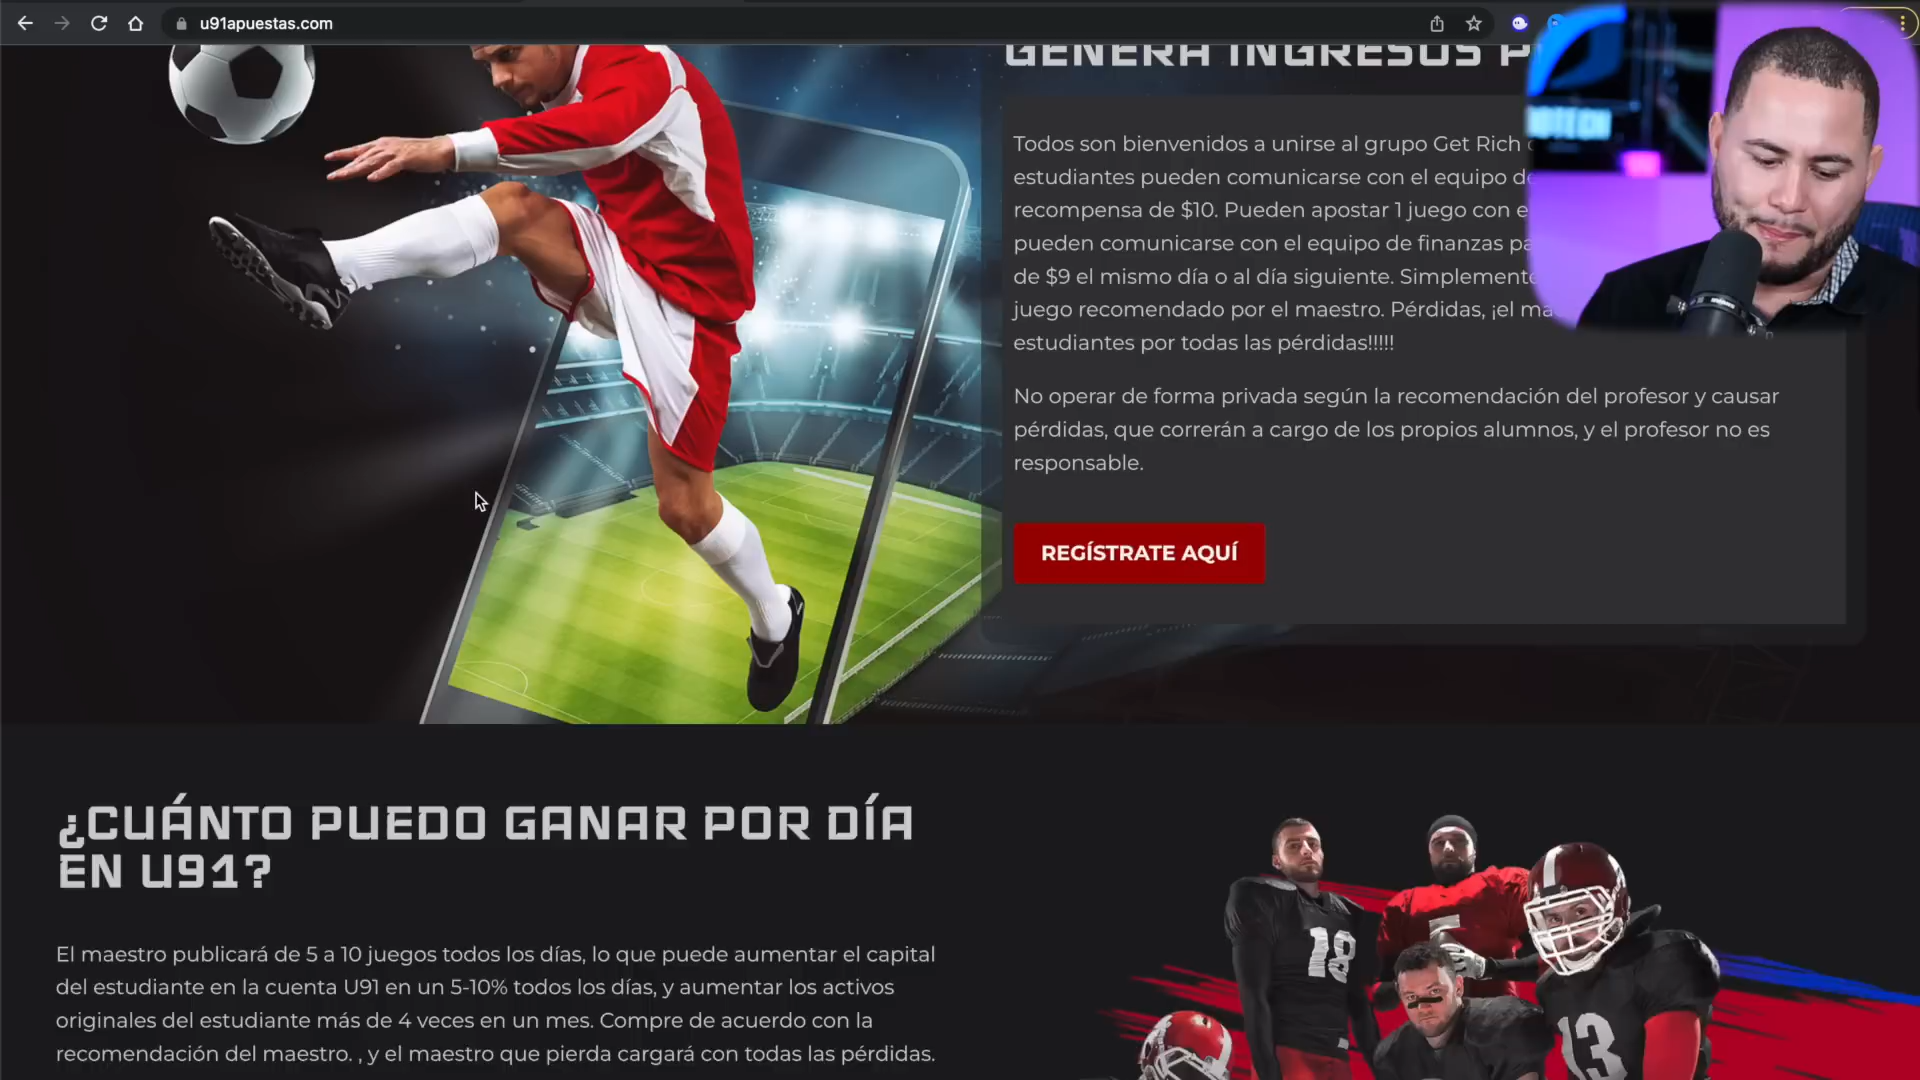 u91apuestas.com
GENERA INGRESOS P
Todos son bienvenidos a unirse al grupo Get Rich
estudiantes pueden comunicarse con el equipo de
recompensa de $10. Pueden apostar 1 juego con e
pueden comunicarse con el equipo de finanzas pa
de $9 el mismo día o al día siguiente. Simplemente
juego recomendado por el maestro. Pérdidas, ¡el ma
estudiantes por todas las pérdidas!!!!!
No operar de forma privada según la recomendación del profesor y causar
pérdidas, que correrán a cargo de los propios alumnos, y el profesor no es
responsable.
REGÍSTRATE AQUÍ
¿CUÁNTO PUEDO GANAR POR DÍA
EN U91?
El maestro publicará de 5 a 10 juegos todos los días, lo que puede aumentar el capital
del estudiante en la cuenta U91 en un 5-10% todos los días, y aumentar los activos
originales del estudiante más de 4 veces en un mes. Compre de acuerdo con la
recomendación del maestro. , y el maestro que pierda cargará con todas las pérdidas.
18
5
13